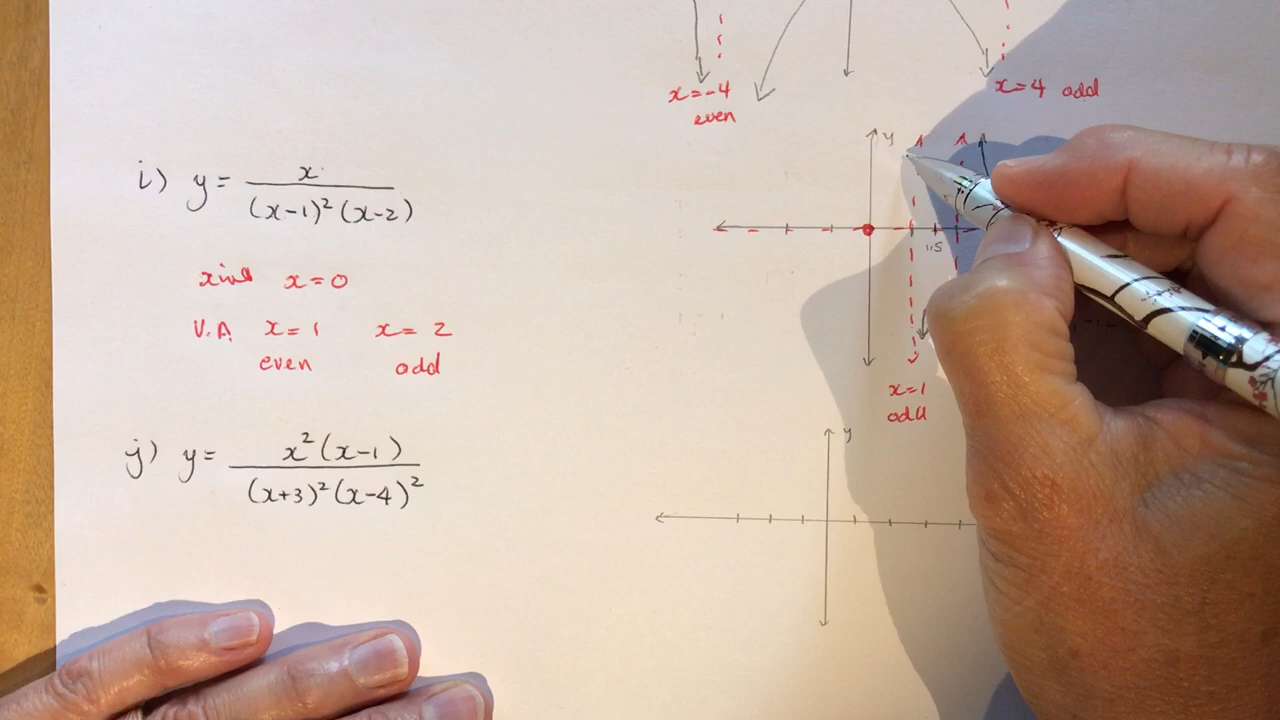 x=-4
even
x=4 odd
i) y= x / (x-1)²(x-2)
y
1.5
x int x=0
V.A x=1 x=2
even odd
x=1
odd
j) y= x²(x-1) / (x+3)²(x-4)²
y